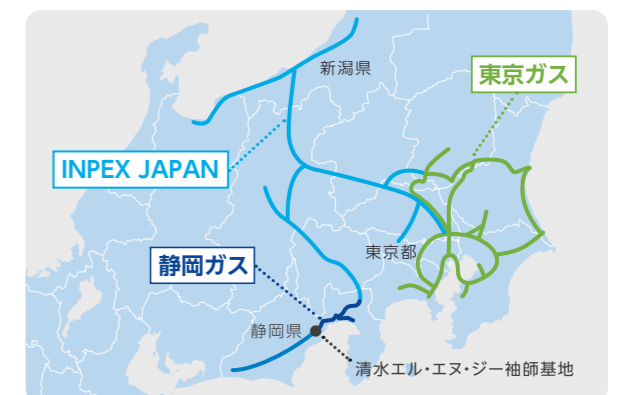 新潟県
東京ガス
INPEX JAPAN
東京都
静岡ガス
静岡県
清水エル・エヌ・ジー袖師基地